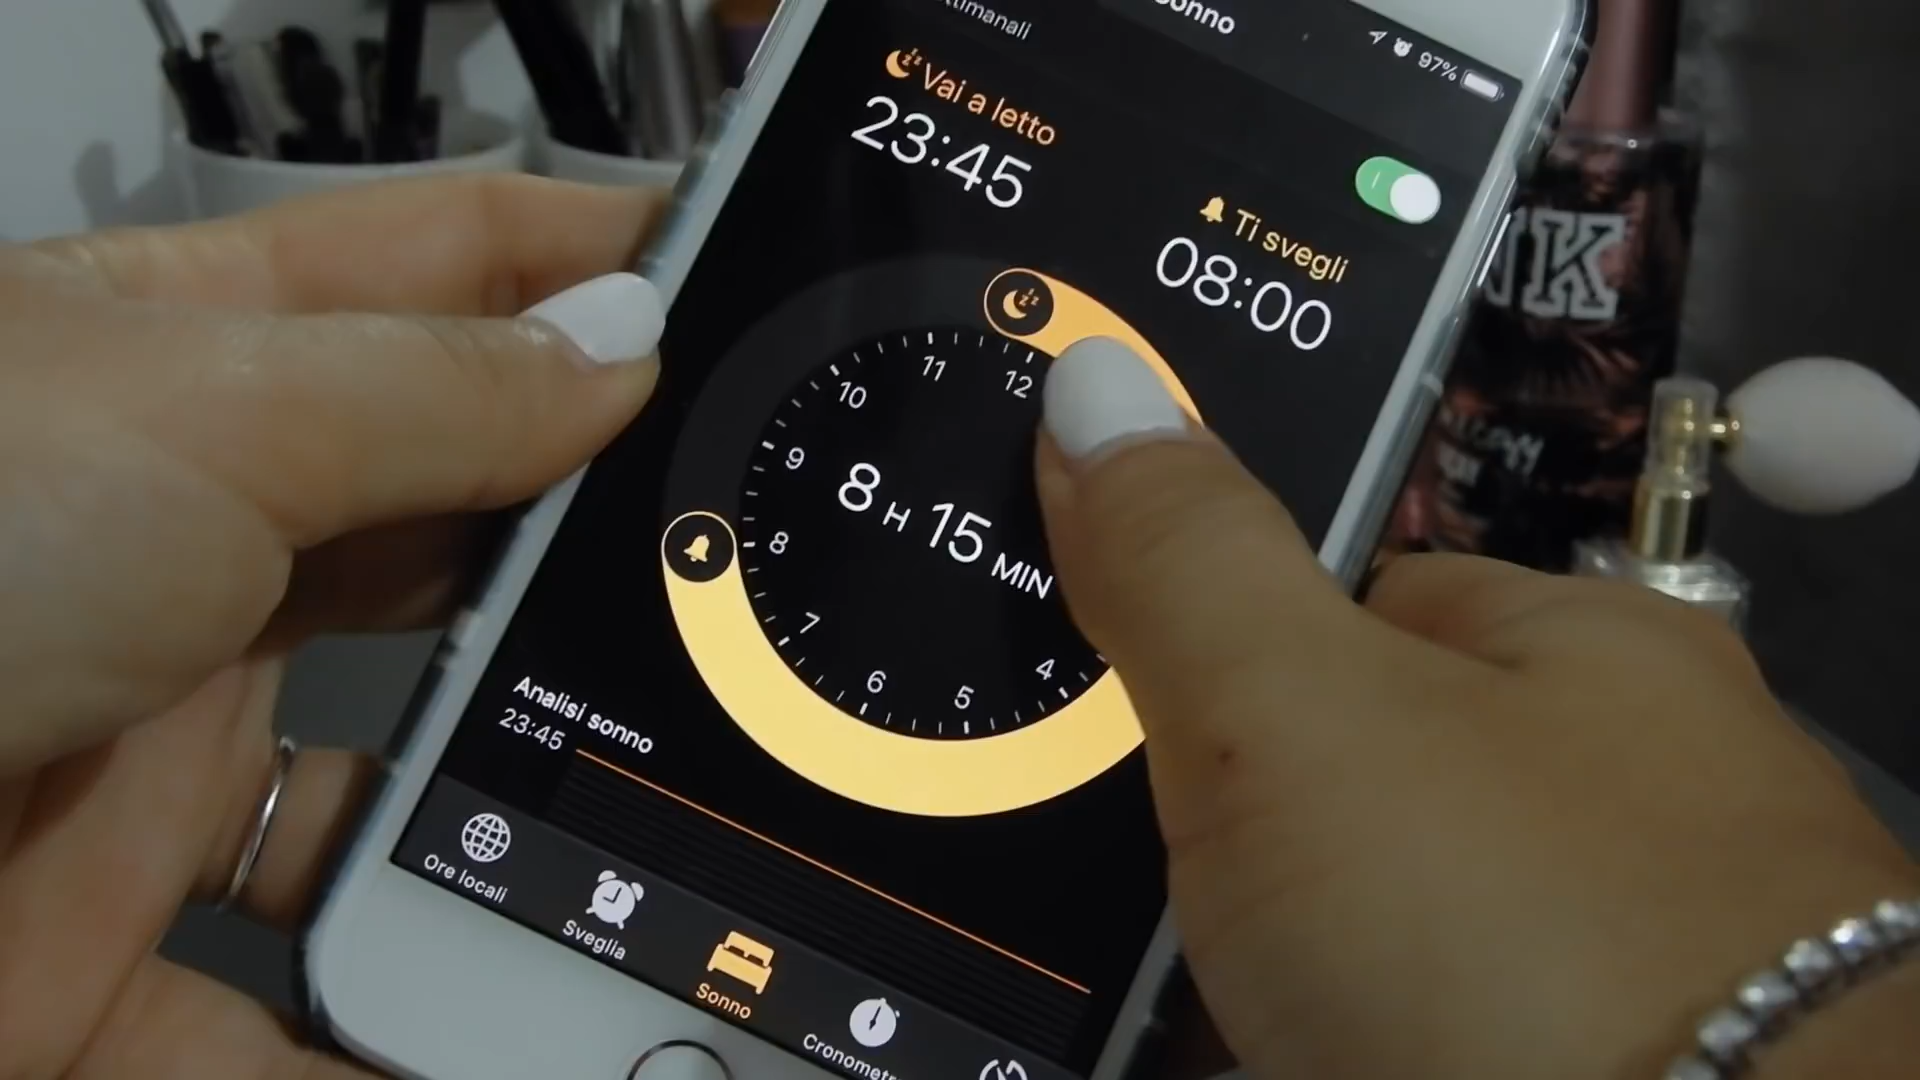 97%
Vai a letto
23:45
Ti svegli
08:00
11
12
10
9
8 H 15 MIN
8
7
6
5
4
Analisi sonno
23:45
Ore locali
Sveglia
Sonno